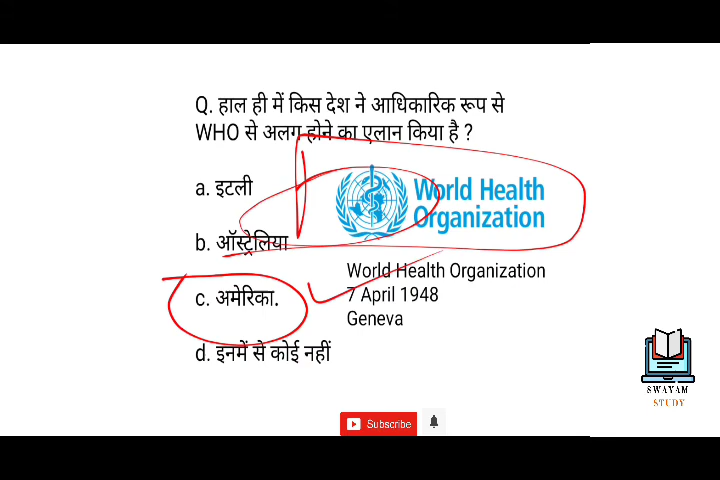 Q. हाल ही में किस देश ने आधिकारिक रूप से
WHO से अलग होने का एलान किया है ?
a. इटली
b. ऑस्ट्रेलिया
c. अमेरिका.
d. इनमें से कोई नहीं
World Health
Organization
World Health Organization
7 April 1948
Geneva
SWAYAM
STUDY
Subscribe